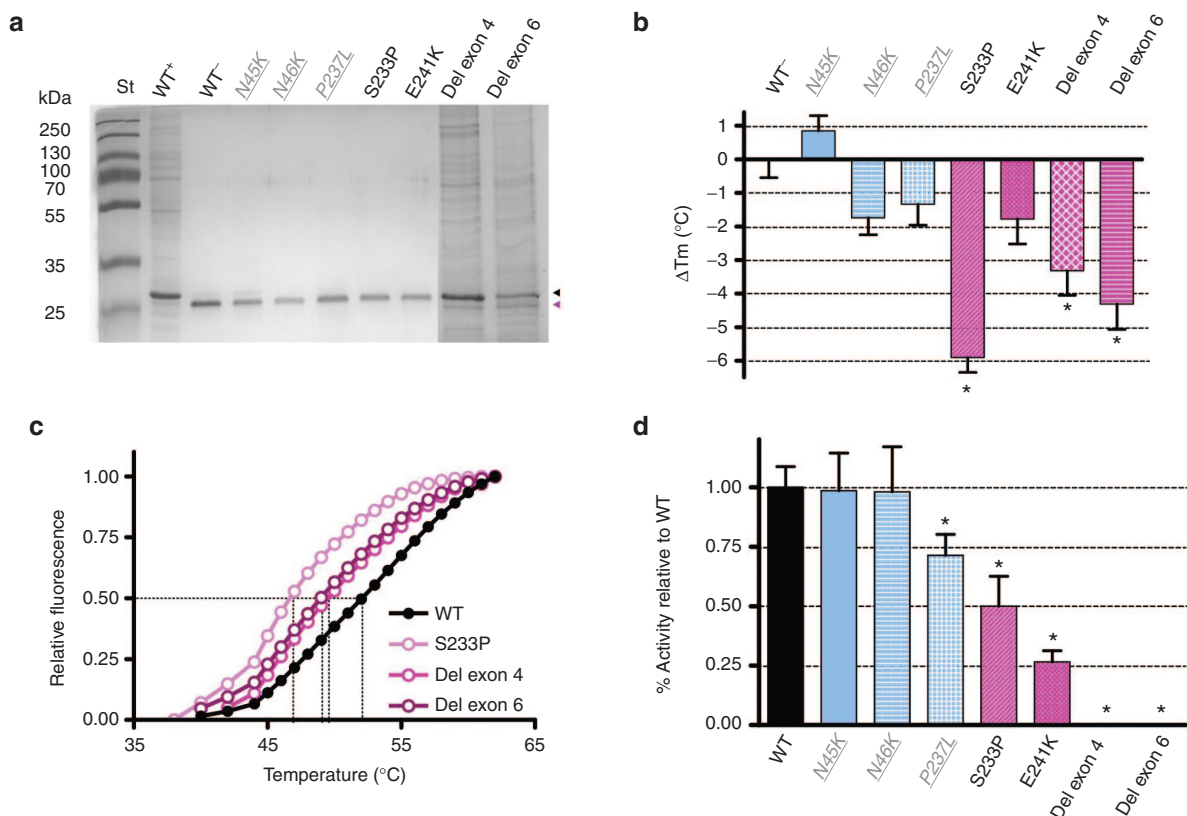 a
kDa
St
WT+
WT−
N45K
N46K
P237L
S233P
E241K
Del exon 4
Del exon 6
250
130
100
70
55
35
25
b
WT−
N45K
N46K
P237L
S233P
E241K
Del exon 4
Del exon 6
ΔTm (°C)
1
0
−1
−2
−3
−4
−5
−6
*
*
*
c
Relative fluorescence
1.00
0.75
0.50
0.25
0.00
WT
S233P
Del exon 4
Del exon 6
35
45
55
65
Temperature (°C)
d
% Activity relative to WT
1.00
0.75
0.50
0.25
0.00
*
*
*
*
*
WT
N45K
N46K
P237L
S233P
E241K
Del exon 4
Del exon 6